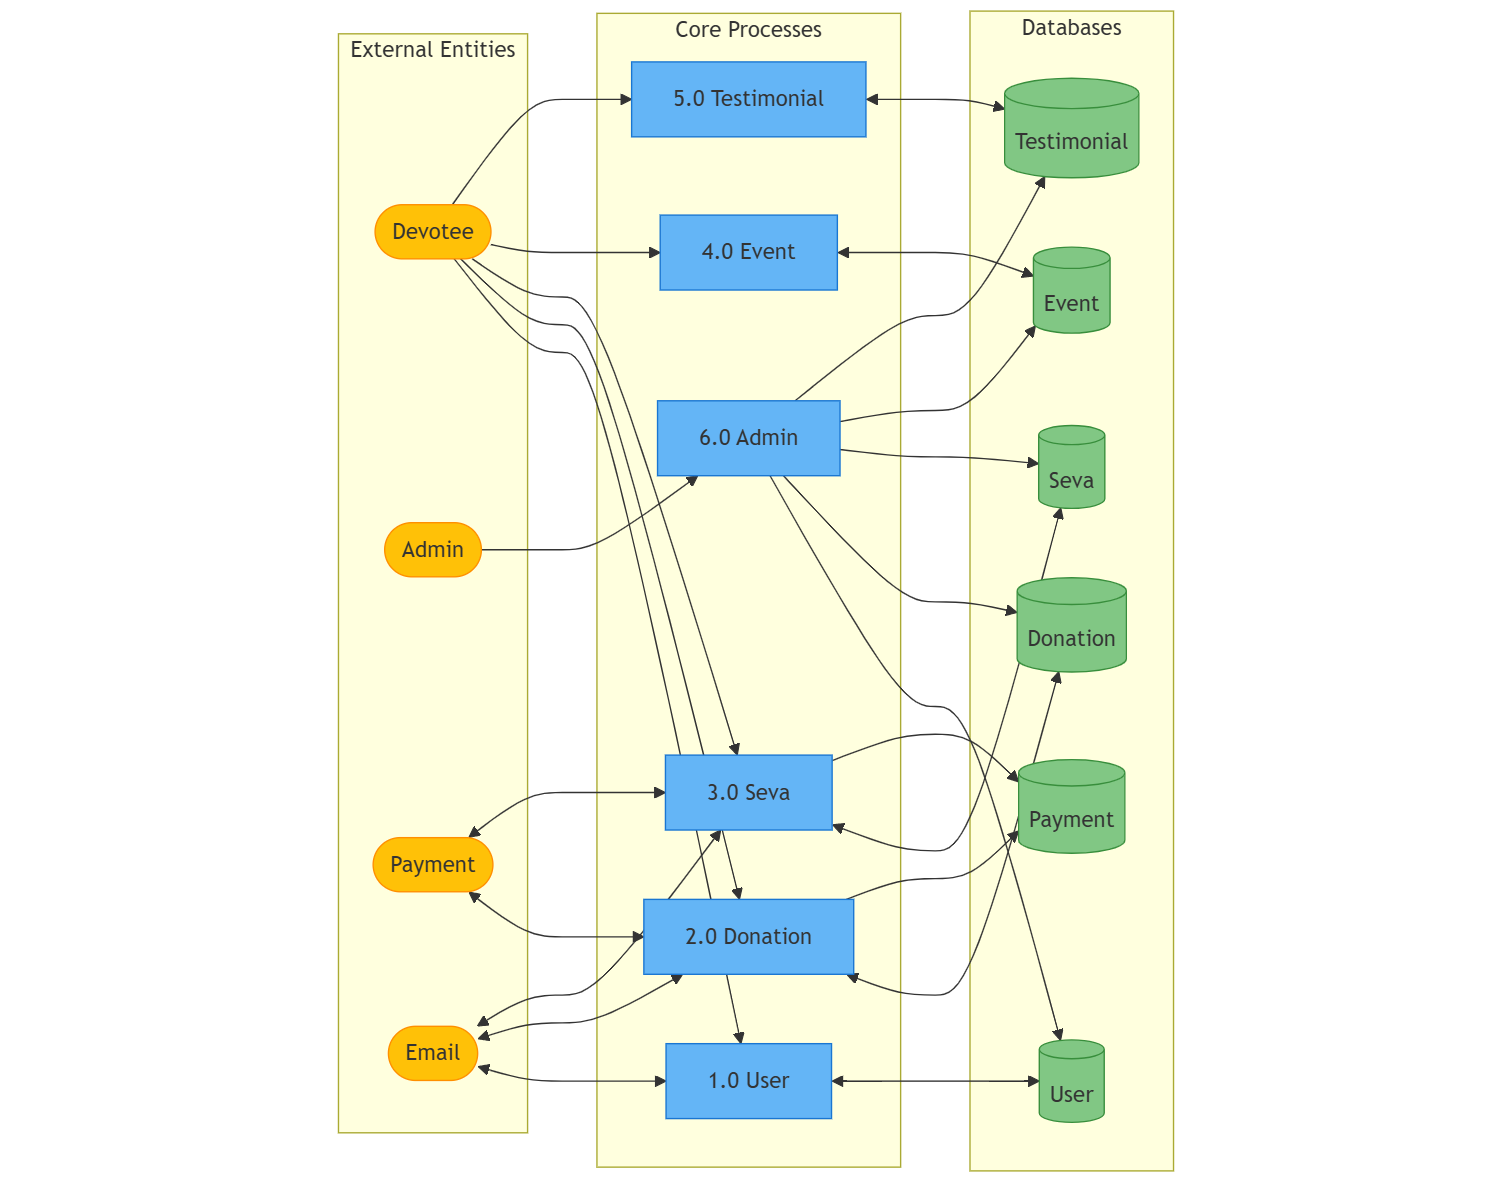 External Entities
Devotee
Admin
Payment
Email
Core Processes
5.0 Testimonial
4.0 Event
6.0 Admin
3.0 Seva
2.0 Donation
1.0 User
Databases
Testimonial
Event
Seva
Donation
Payment
User